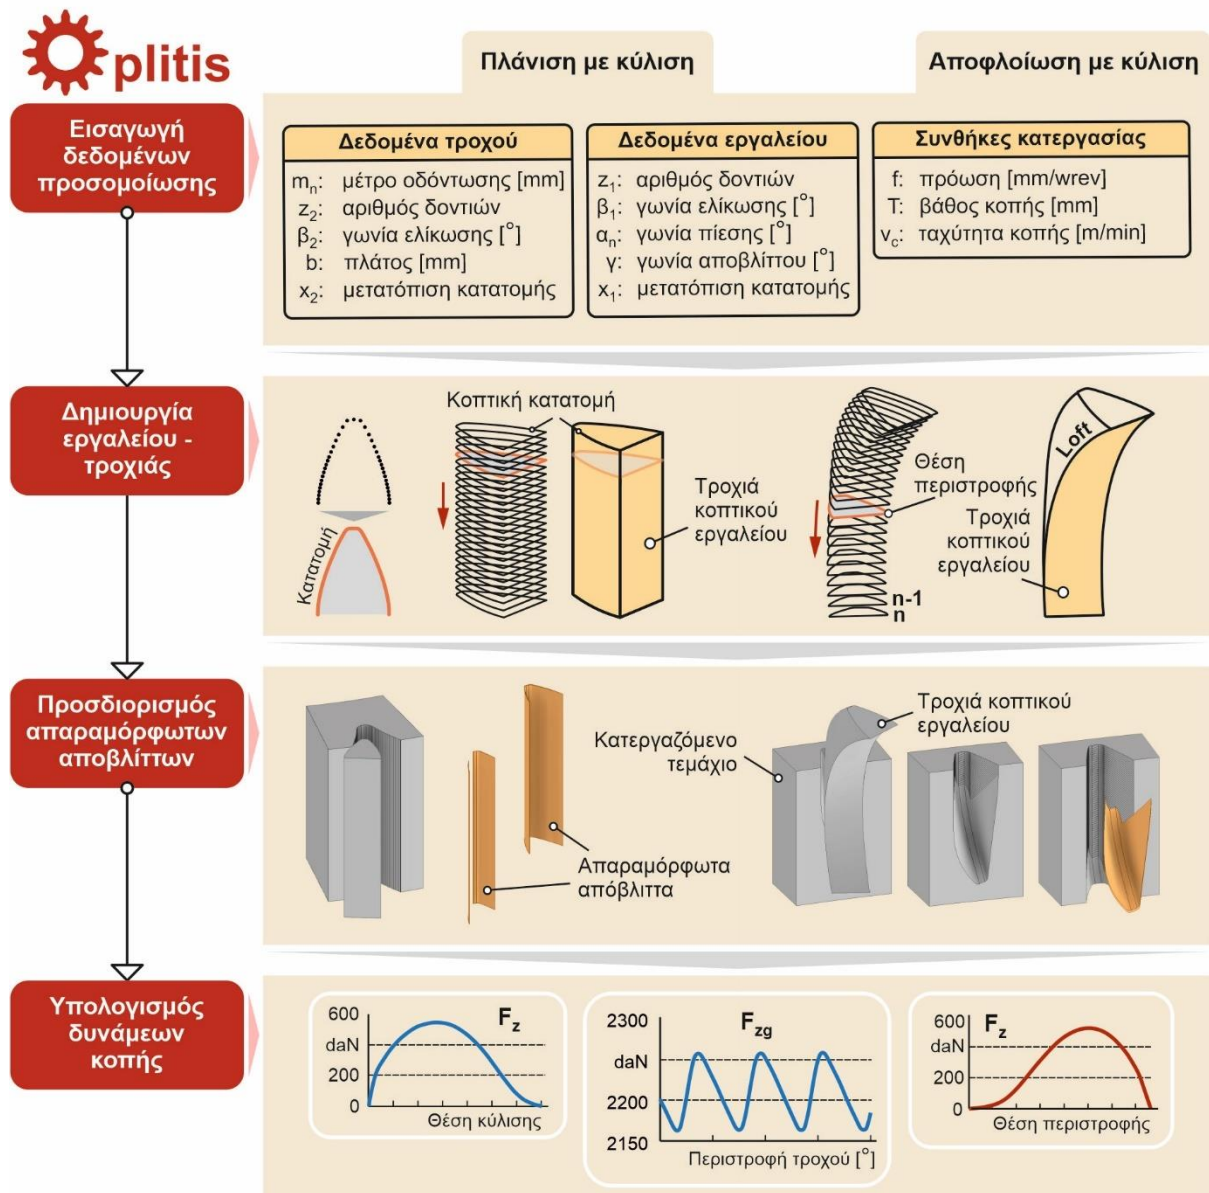 plitis
Πλάνιση με κύλιση
Αποφλοίωση με κύλιση
Εισαγωγή
δεδομένων
προσομοίωσης
Δεδομένα τροχού
mn: μέτρο οδόντωσης [mm]
z2: αριθμός δοντιών
β2: γωνία ελίκωσης [°]
b: πλάτος [mm]
x2: μετατόπιση κατατομής
Δεδομένα εργαλείου
z1: αριθμός δοντιών
β1: γωνία ελίκωσης [°]
αn: γωνία πίεσης [°]
γ: γωνία αποβλίττου [°]
x1: μετατόπιση κατατομής
Συνθήκες κατεργασίας
f: πρόωση [mm/wrev]
T: βάθος κοπής [mm]
vc: ταχύτητα κοπής [m/min]
Δημιουργία
εργαλείου -
τροχιάς
Κατατομή
Κοπτική κατατομή
Τροχιά
κοπτικού
εργαλείου
Θέση
περιστροφής
Τροχιά
κοπτικού
εργαλείου
n-1
n
Loft
Προσδιορισμός
απαραμόρφωτων
αποβλίττων
Απαραμόρφωτα
απόβλιττα
Κατεργαζόμενο
τεμάχιο
Τροχιά κοπτικού
εργαλείου
Υπολογισμός
δυνάμεων
κοπής
600
daN
200
0
Fz
Θέση κύλισης
2300
daN
2200
2150
Fzg
Περιστροφή τροχού [°]
600
daN
200
0
Fz
Θέση περιστροφής